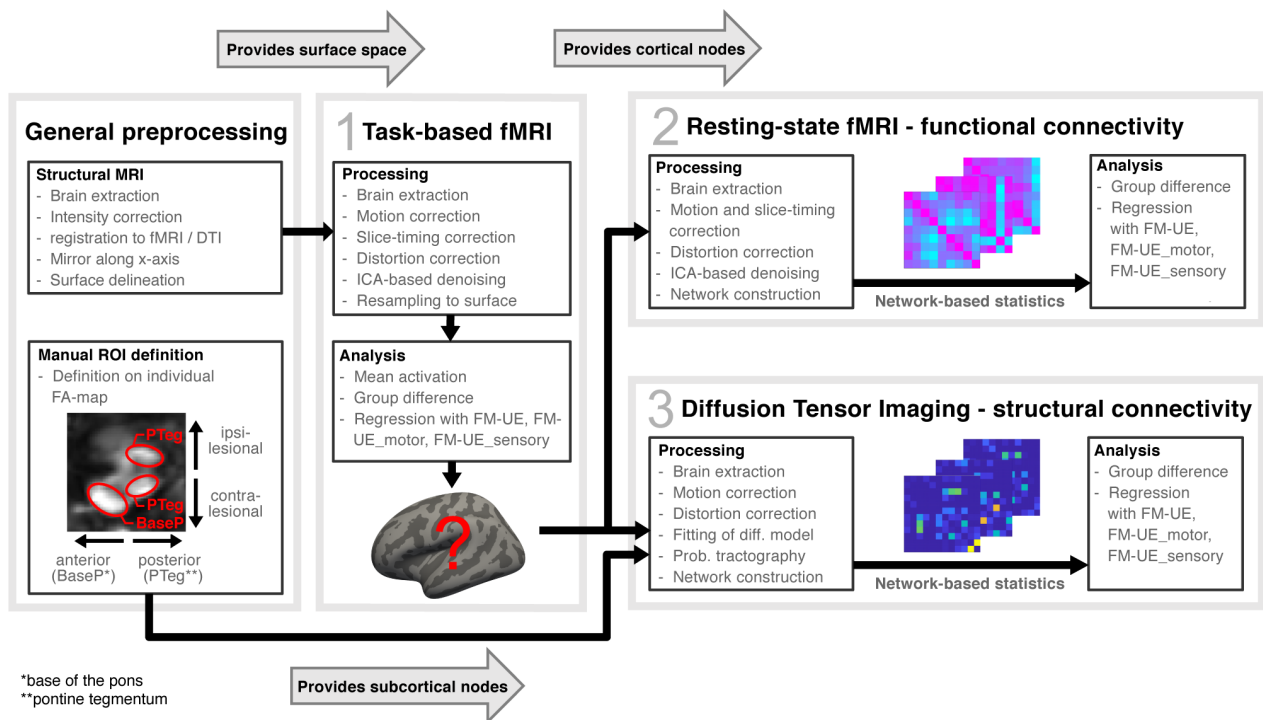 Provides surface space
Provides cortical nodes
General preprocessing
Structural MRI
- Brain extraction
- Intensity correction
- registration to fMRI / DTI
- Mirror along x-axis
- Surface delineation
Manual ROI definition
- Definition on individual
FA-map
PTeg
PTeg
BaseP
ipsi-
lesional
contra-
lesional
anterior
(BaseP*)
posterior
(PTeg**)
1 Task-based fMRI
Processing
- Brain extraction
- Motion correction
- Slice-timing correction
- Distortion correction
- ICA-based denoising
- Resampling to surface
Analysis
- Mean activation
- Group difference
- Regression with FM-UE, FM-
UE_motor, FM-UE_sensory
?
2 Resting-state fMRI - functional connectivity
Processing
- Brain extraction
- Motion and slice-timing
correction
- Distortion correction
- ICA-based denoising
- Network construction
Network-based statistics
Analysis
- Group difference
- Regression
with FM-UE,
FM-UE_motor,
FM-UE_sensory
3 Diffusion Tensor Imaging - structural connectivity
Processing
- Brain extraction
- Motion correction
- Distortion correction
- Fitting of diff. model
- Prob. tractography
- Network construction
Network-based statistics
Analysis
- Group difference
- Regression
with FM-UE,
FM-UE_motor,
FM-UE_sensory
Provides subcortical nodes
*base of the pons
**pontine tegmentum